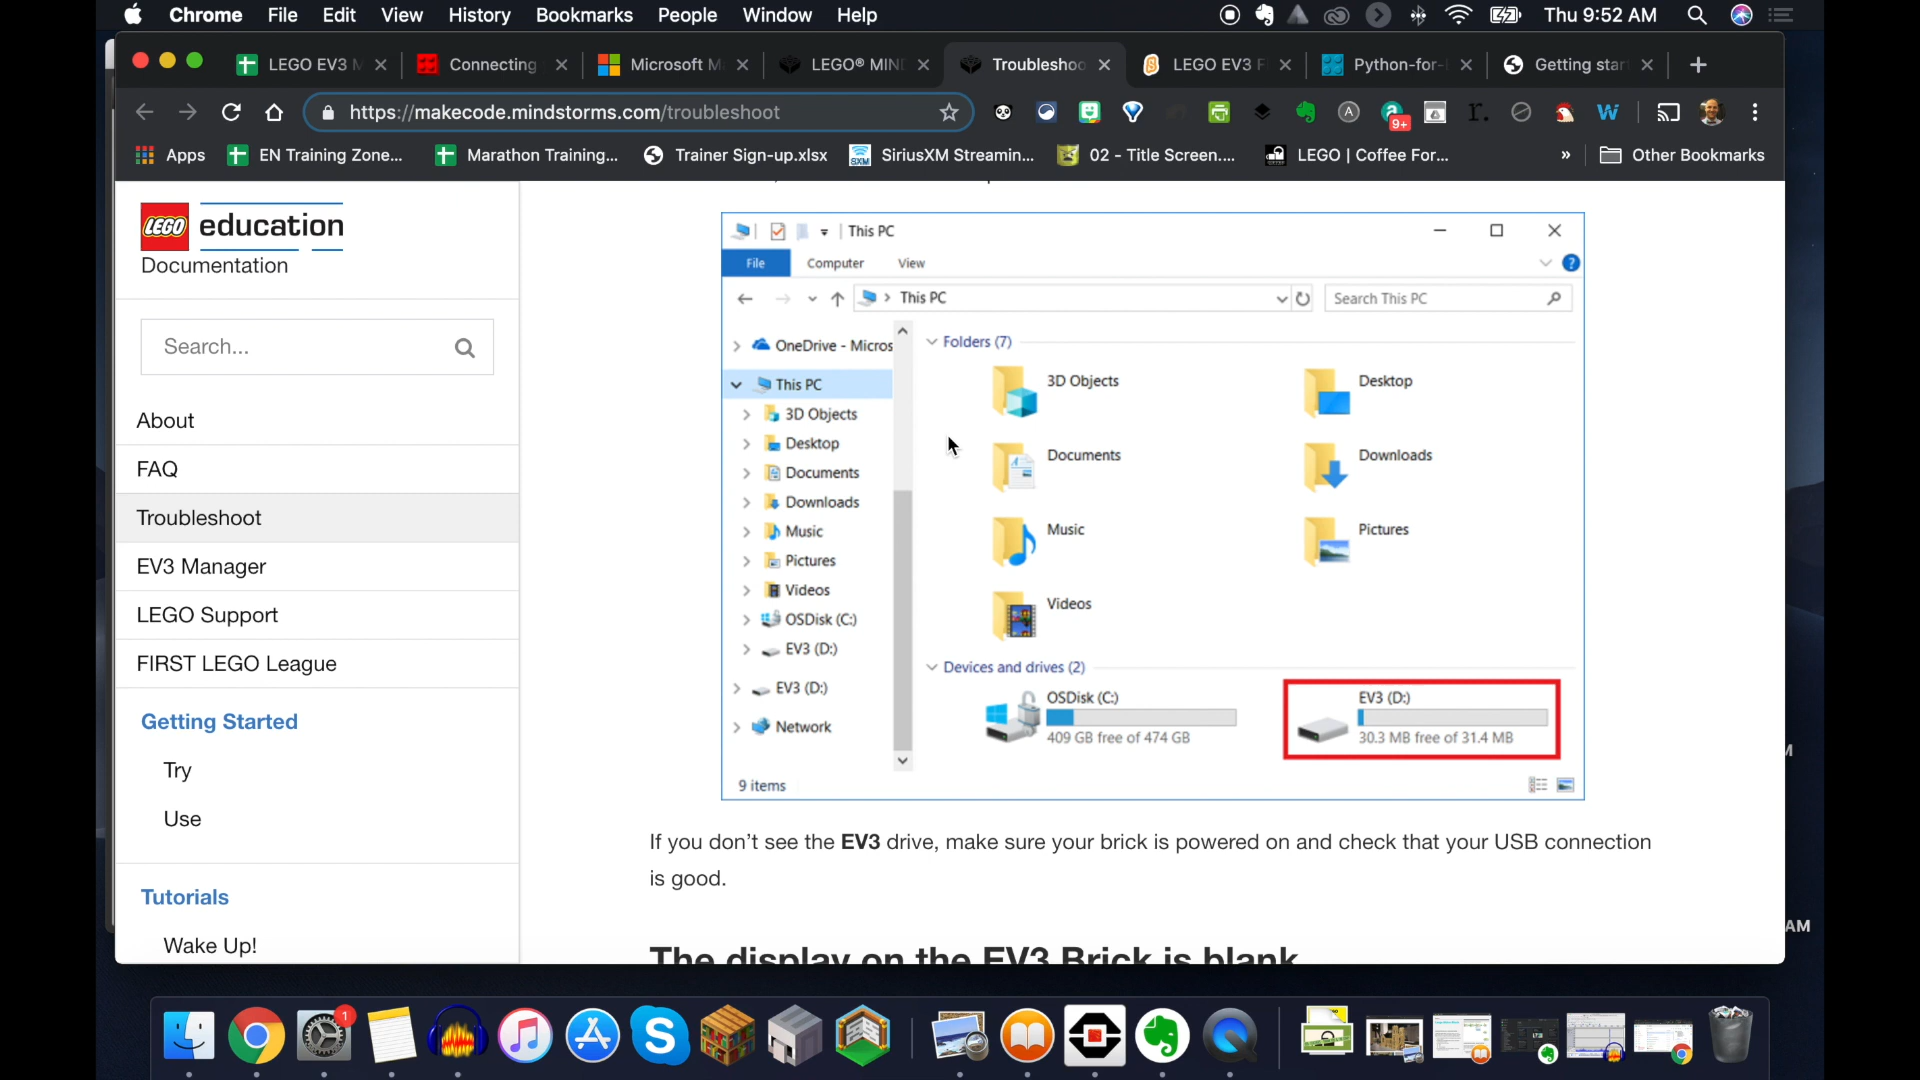 Chrome File Edit View History Bookmarks People Window Help
Thu 9:52 AM
LEGO EV3 M
Connecting
Microsoft M
LEGO® MIND
Troubleshoo
LEGO EV3 F
Python-for-
Getting star
https://makecode.mindstorms.com/troubleshoot
9+
Apps
EN Training Zone...
Marathon Training...
Trainer Sign-up.xlsx
SiriusXM Streamin...
02 - Title Screen....
LEGO | Coffee For...
»
Other Bookmarks
LEGO education
Documentation
Search...
About
FAQ
Troubleshoot
EV3 Manager
LEGO Support
FIRST LEGO League
Getting Started
Try
Use
Tutorials
Wake Up!
This PC
File Computer View
This PC
Search This PC
OneDrive - Micros
This PC
3D Objects
Desktop
Documents
Downloads
Music
Pictures
Videos
OSDisk (C:)
EV3 (D:)
EV3 (D:)
Network
Folders (7)
3D Objects
Desktop
Documents
Downloads
Music
Pictures
Videos
Devices and drives (2)
OSDisk (C:)
409 GB free of 474 GB
EV3 (D:)
30.3 MB free of 31.4 MB
9 items
If you don’t see the EV3 drive, make sure your brick is powered on and check that your USB connection
is good.
The display on the EV3 Brick is blank
AM
1